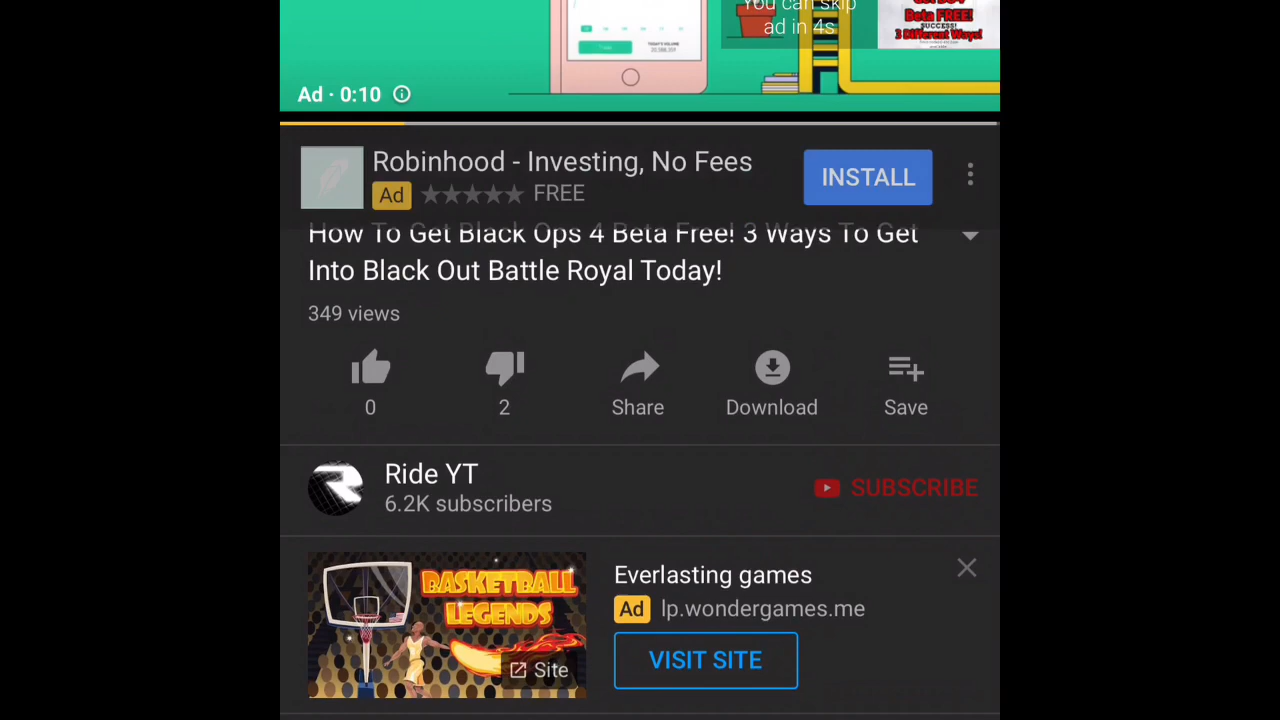 You can skip
ad in 4s
Beta FREE!
SUCCESS!
3 Different Ways!
TODAY'S VOLUME
Ad · 0:10
Robinhood - Investing, No Fees
INSTALL
Ad
FREE
How To Get Black Ops 4 Beta Free! 3 Ways To Get
Into Black Out Battle Royal Today!
349 views
0
2
Share
Download
Save
Ride YT
6.2K subscribers
SUBSCRIBE
BASKETBALL
LEGENDS
Site
Everlasting games
Ad
lp.wondergames.me
VISIT SITE